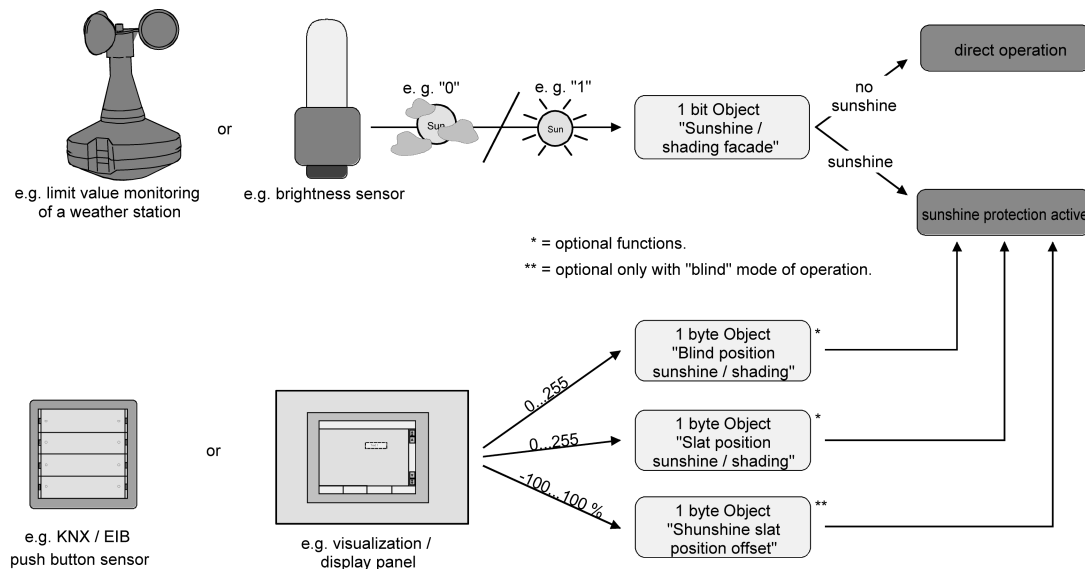 direct operation
e. g. "0"
e. g. "1"
no
sunshine
1 bit Object
"Sunshine /
shading facade"
Sun
Sun
or
sunshine
e.g. limit value monitoring
of a weather station
e.g. brightness sensor
sunshine protection active
* = optional functions.
** = optional only with "blind" mode of operation.
1 byte Object
"Blind position
sunshine / shading"
*
0...255
1 byte Object
"Slat position
sunshine / shading"
*
0...255
or
-100...100 %
1 byte Object
"Shunshine slat
position offset"
**
e.g. KNX / EIB
push button sensor
e.g. visualization /
display panel